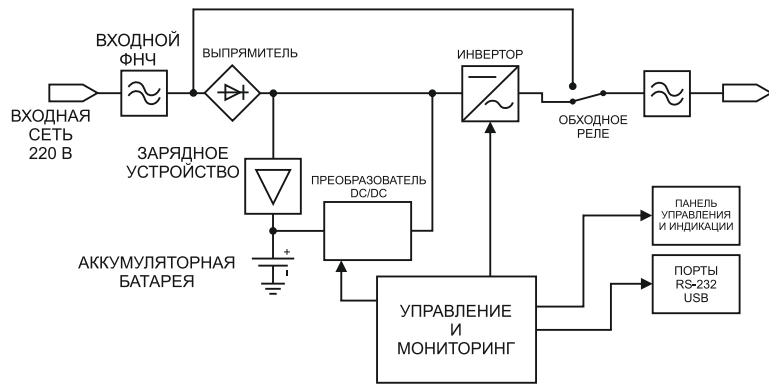 ВХОДНОЙ
ФНЧ
ВЫПРЯМИТЕЛЬ
ИНВЕРТОР
ВХОДНАЯ
СЕТЬ
220 В
ОБХОДНОЕ
РЕЛЕ
ЗАРЯДНОЕ
УСТРОЙСТВО
ПРЕОБРАЗОВАТЕЛЬ
DC/DC
ПАНЕЛЬ
УПРАВЛЕНИЯ
И ИНДИКАЦИИ
+
АККУМУЛЯТОРНАЯ
БАТАРЕЯ
ПОРТЫ
RS-232
USB
УПРАВЛЕНИЕ
И
МОНИТОРИНГ